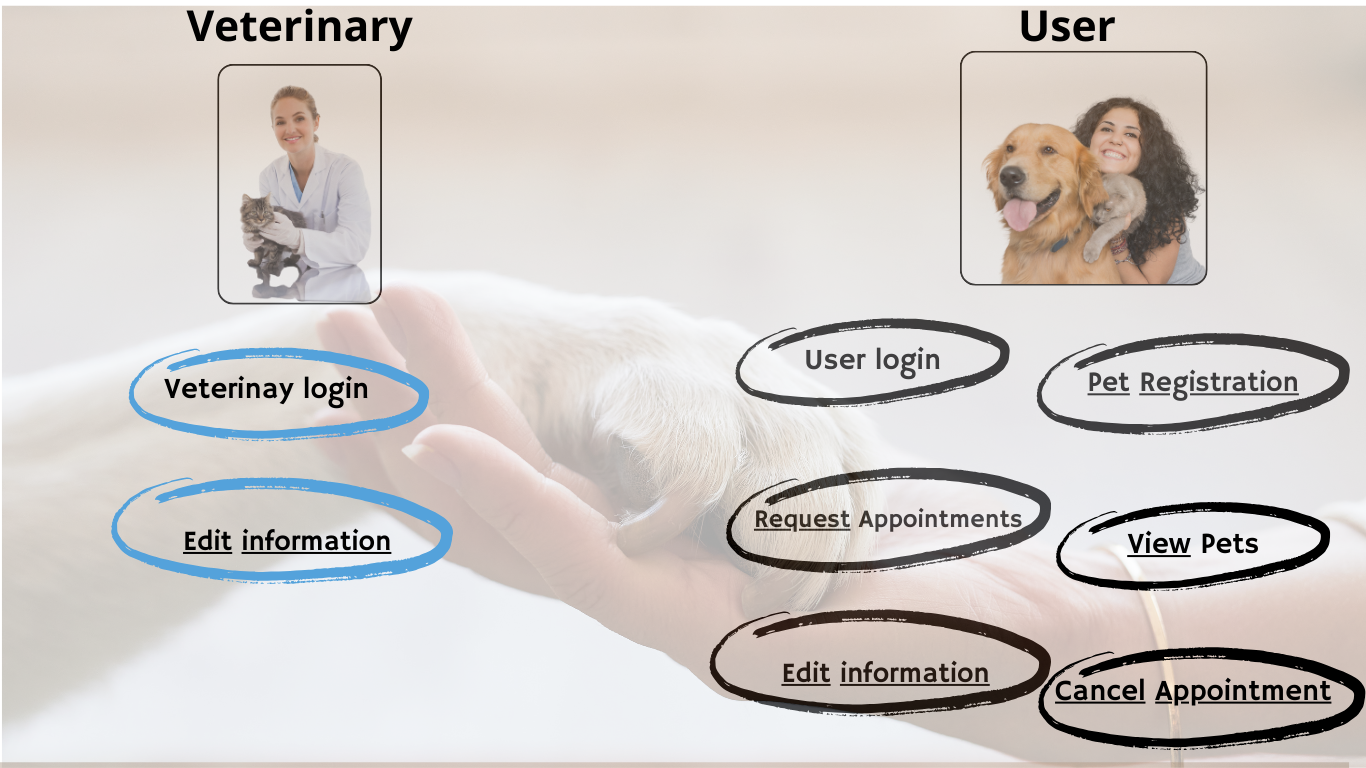 Veterinary
User
Veterinay login
User login
Pet Registration
Edit information
Request Appointments
View Pets
Edit information
Cancel Appointment